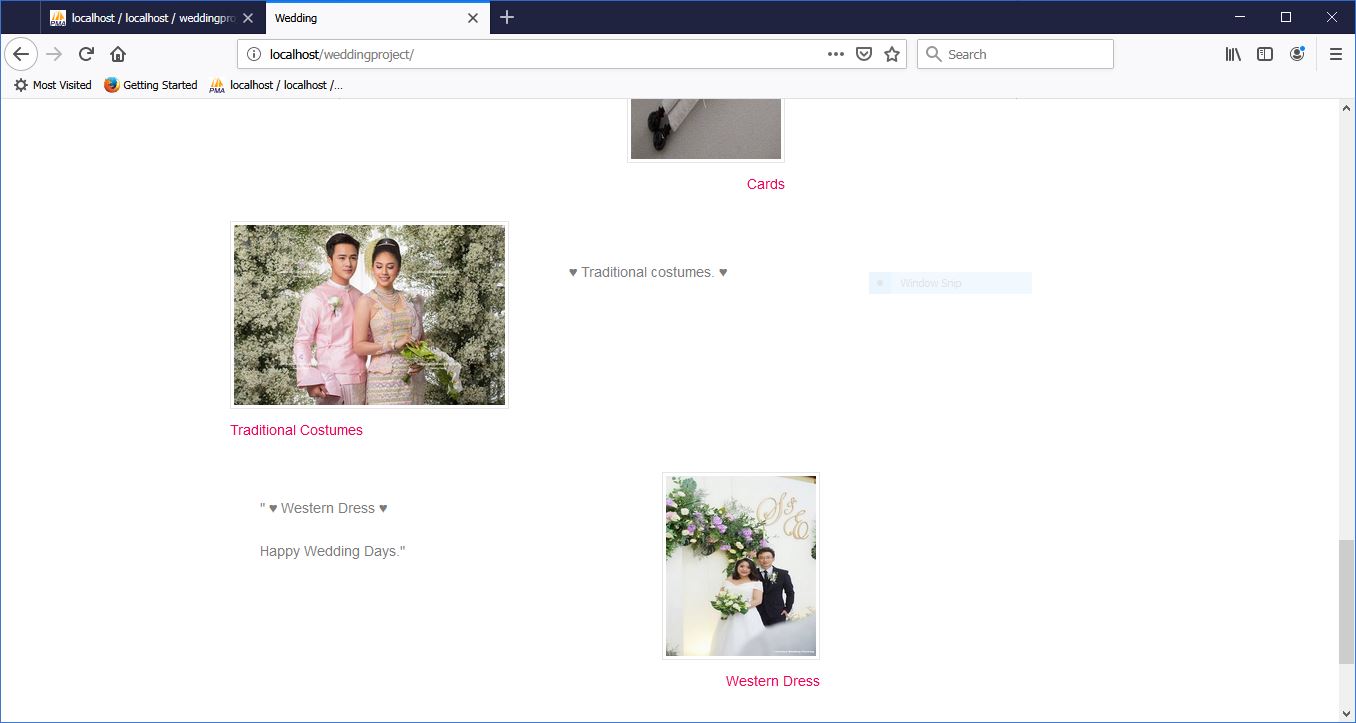 localhost / localhost / weddingpro
Wedding
localhost/weddingproject/
Search
Most Visited
Getting Started
PMA
localhost / localhost /...
Cards
♥ Traditional costumes. ♥
Window Snip
Traditional Costumes
" ♥ Western Dress ♥
Happy Wedding Days."
S&E
Western Dress